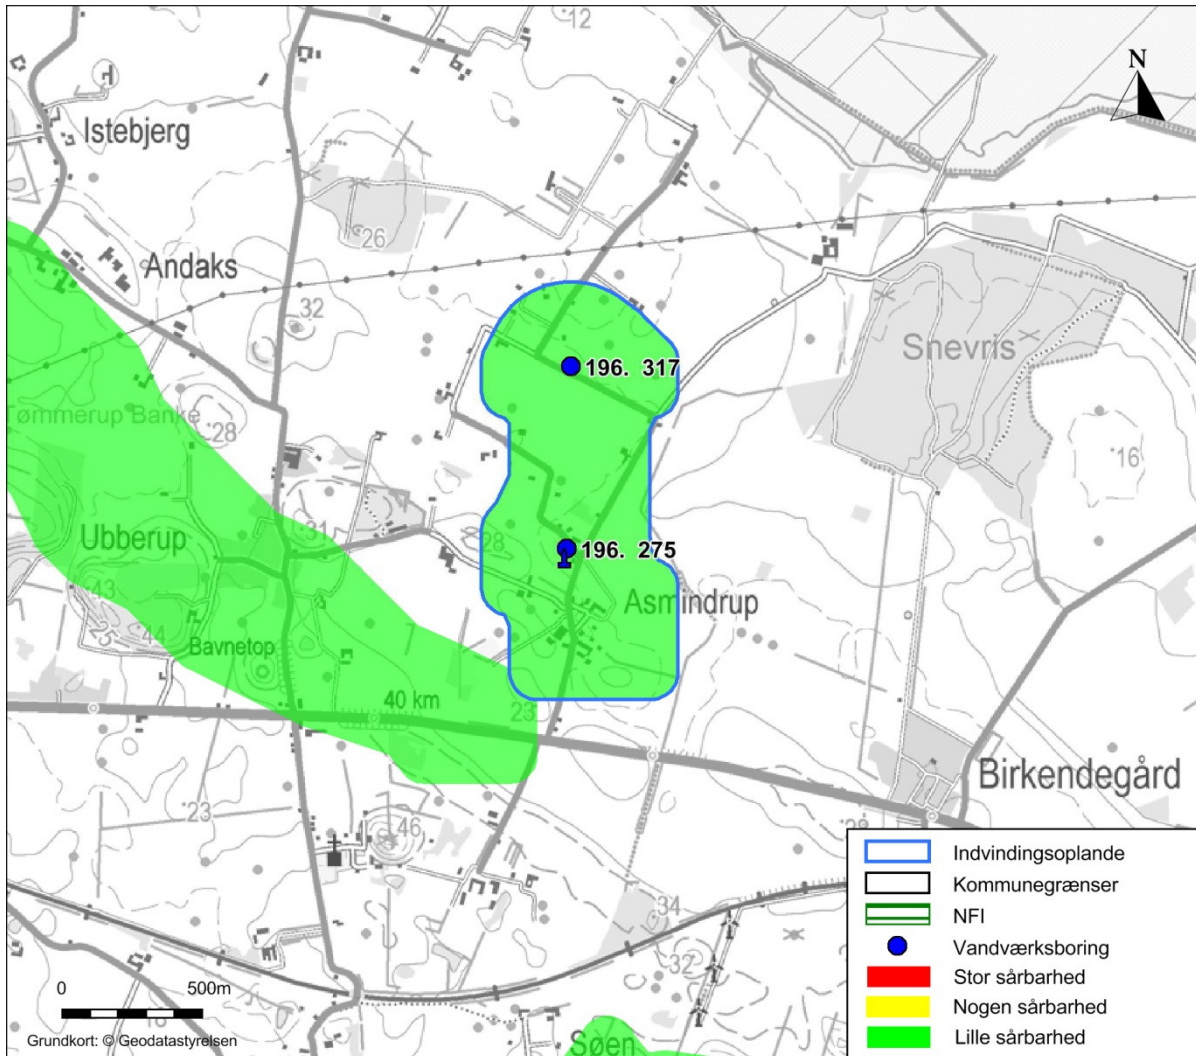 12
N
Istebjerg
Andaks
26
32
Snevris
196. 317
Tømmerup Banke
28
16
Ubberup
31
28
196. 275
43
44
25
Asmindrup
Bavnetop
40 km
23
Birkendegård
23
46
34
32
Søen
Indvindingsoplande
Kommunegrænser
NFI
Vandværksboring
Stor sårbarhed
Nogen sårbarhed
Lille sårbarhed
0 500m
Grundkort: © Geodatastyrelsen